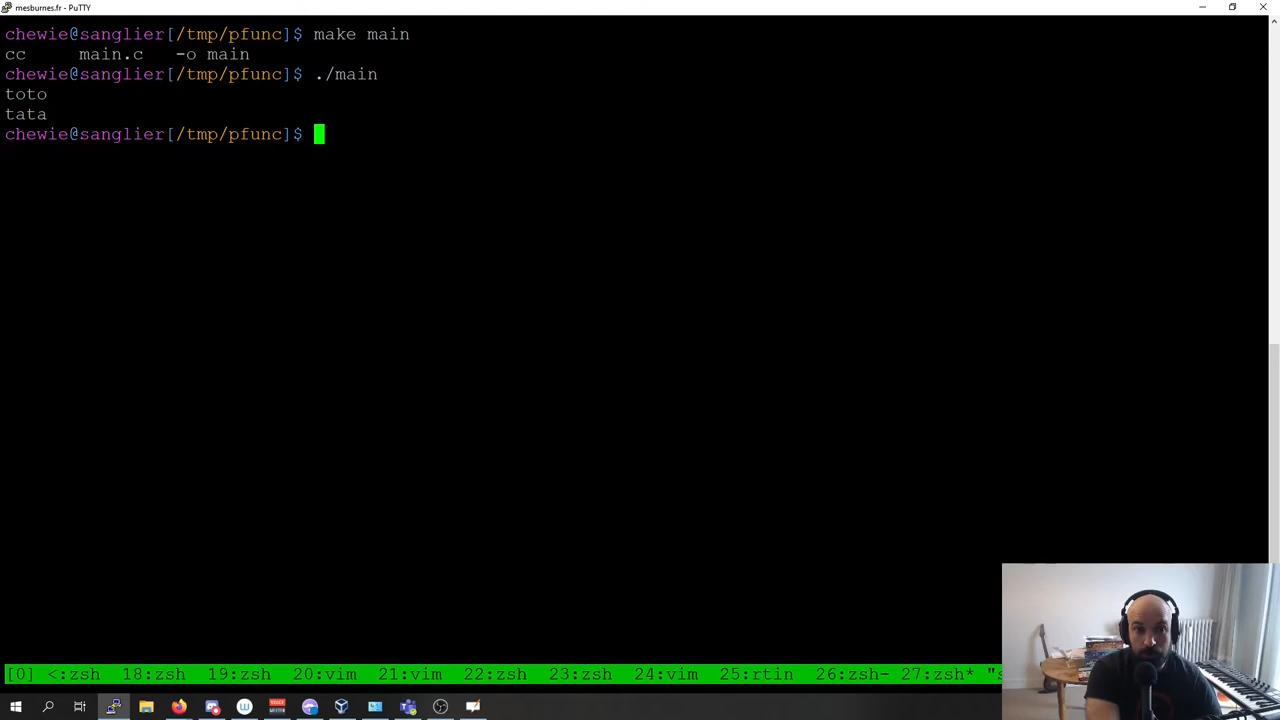 mesburnes.fr - PuTTY
chewie@sanglier[/tmp/pfunc]$ make main
cc     main.c   -o main
chewie@sanglier[/tmp/pfunc]$ ./main
toto
tata
chewie@sanglier[/tmp/pfunc]$
[0] <:zsh  18:zsh  19:zsh  20:vim  21:vim  22:zsh  23:zsh  24:vim  25:rtin  26:zsh- 27:zsh* "s